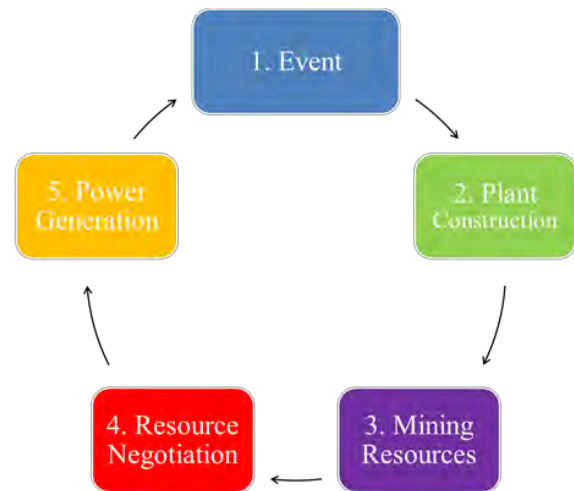 1. Event
2. Plant
Construction
3. Mining
Resources
4. Resource
Negotiation
5. Power
Generation